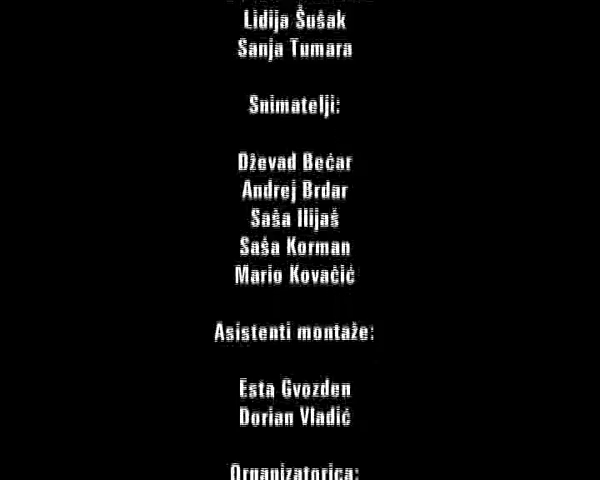 Lidija Šušak
Sanja Tumara
Snimatelji:
Dževad Bećar
Andrej Brdar
Saša Ilijaš
Saša Korman
Mario Kovačić
Asistenti montaže:
Esta Gvozden
Dorian Vladić
Organizatorica: